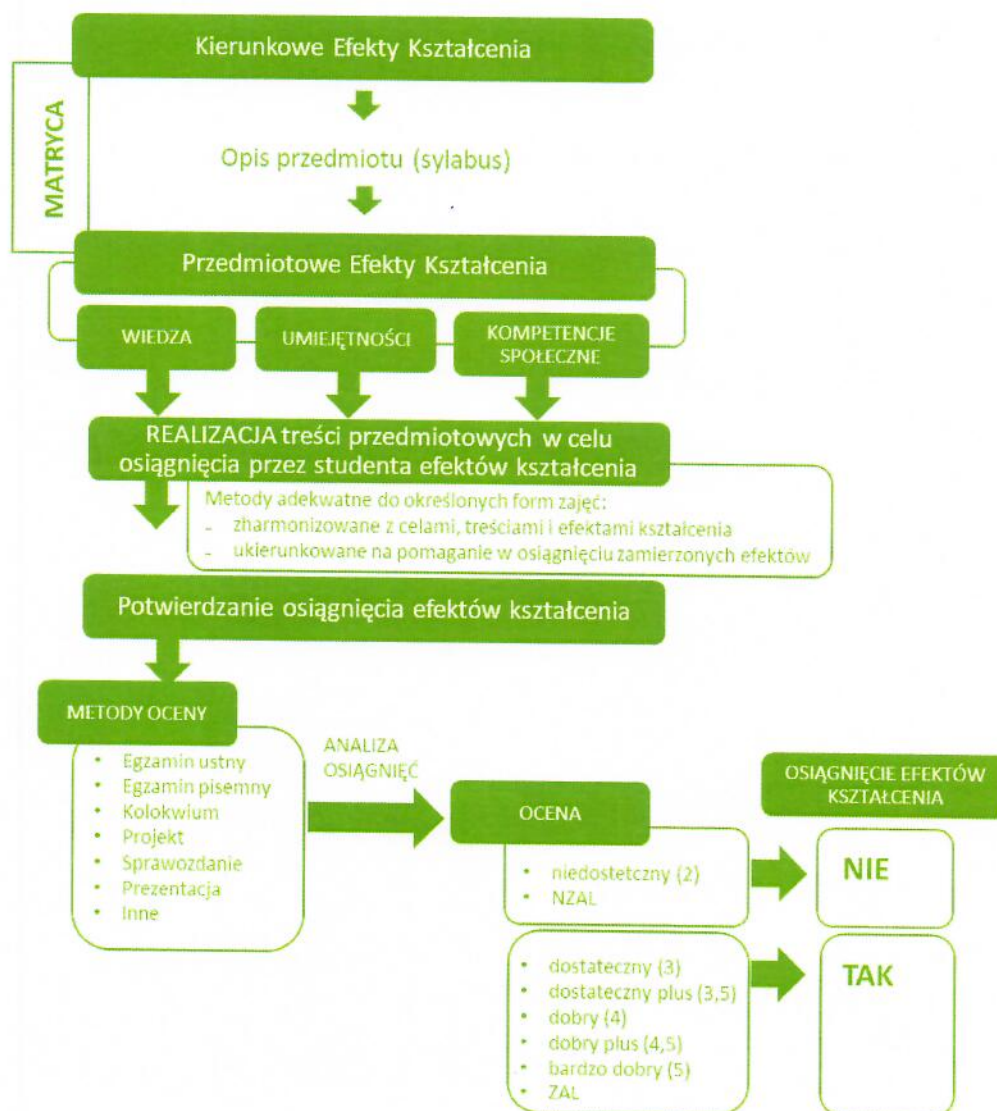 Kierunkowe Efekty Kształcenia
MATRYCA
Opis przedmiotu (sylabus)
Przedmiotowe Efekty Kształcenia
WIEDZA
UMIEJĘTNOŚCI
KOMPETENCJE
SPOŁECZNE
REALIZACJA treści przedmiotowych w celu
osiągnięcia przez studenta efektów kształcenia
Metody adekwatne do określonych form zajęć:
- zharmonizowane z celami, treściami i efektami kształcenia
- ukierunkowane na pomaganie w osiągnięciu zamierzonych efektów
Potwierdzanie osiągnięcia efektów kształcenia
METODY OCENY
• Egzamin ustny
• Egzamin pisemny
• Kolokwium
• Projekt
• Sprawozdanie
• Prezentacja
• Inne
ANALIZA
OSIĄGNIĘĆ
OCENA
• niedostetczny (2)
• NZAL
• dostateczny (3)
• dostateczny plus (3,5)
• dobry (4)
• dobry plus (4,5)
• bardzo dobry (5)
• ZAL
OSIĄGNIĘCIE EFEKTÓW
KSZTAŁCENIA
NIE
TAK